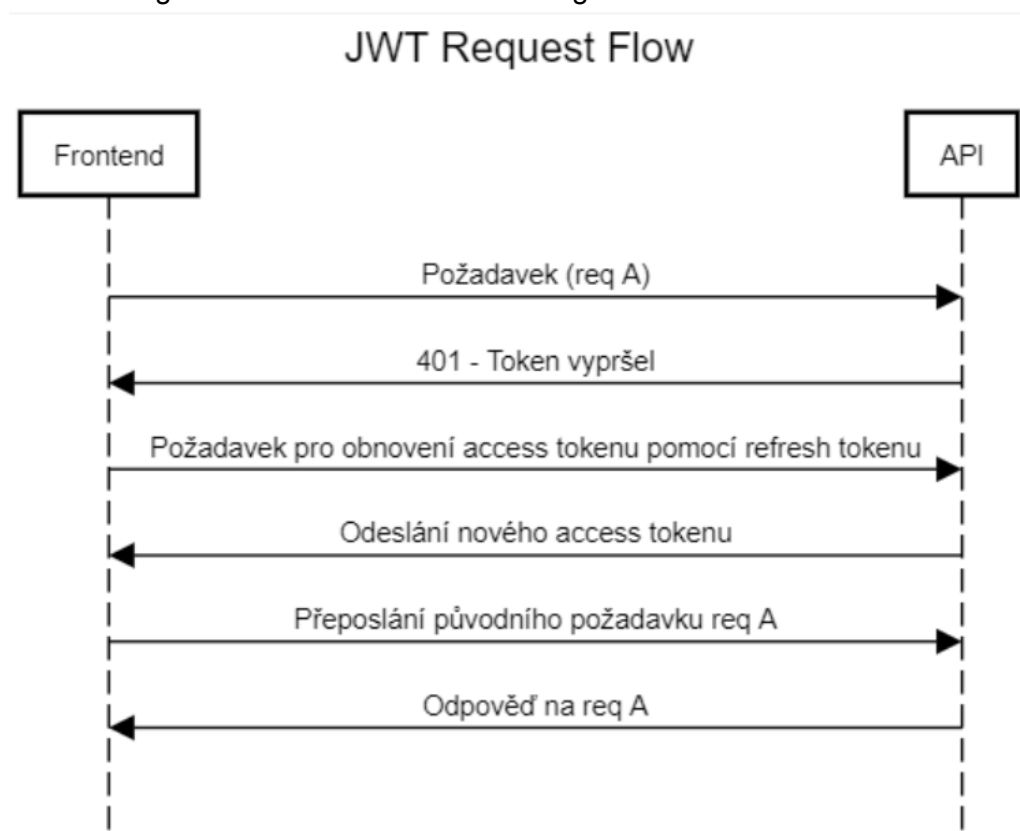 JWT Request Flow
Frontend
API
Požadavek (req A)
401 - Token vypršel
Požadavek pro obnovení access tokenu pomocí refresh tokenu
Odeslání nového access tokenu
Přeposlání původního požadavku req A
Odpověď na req A